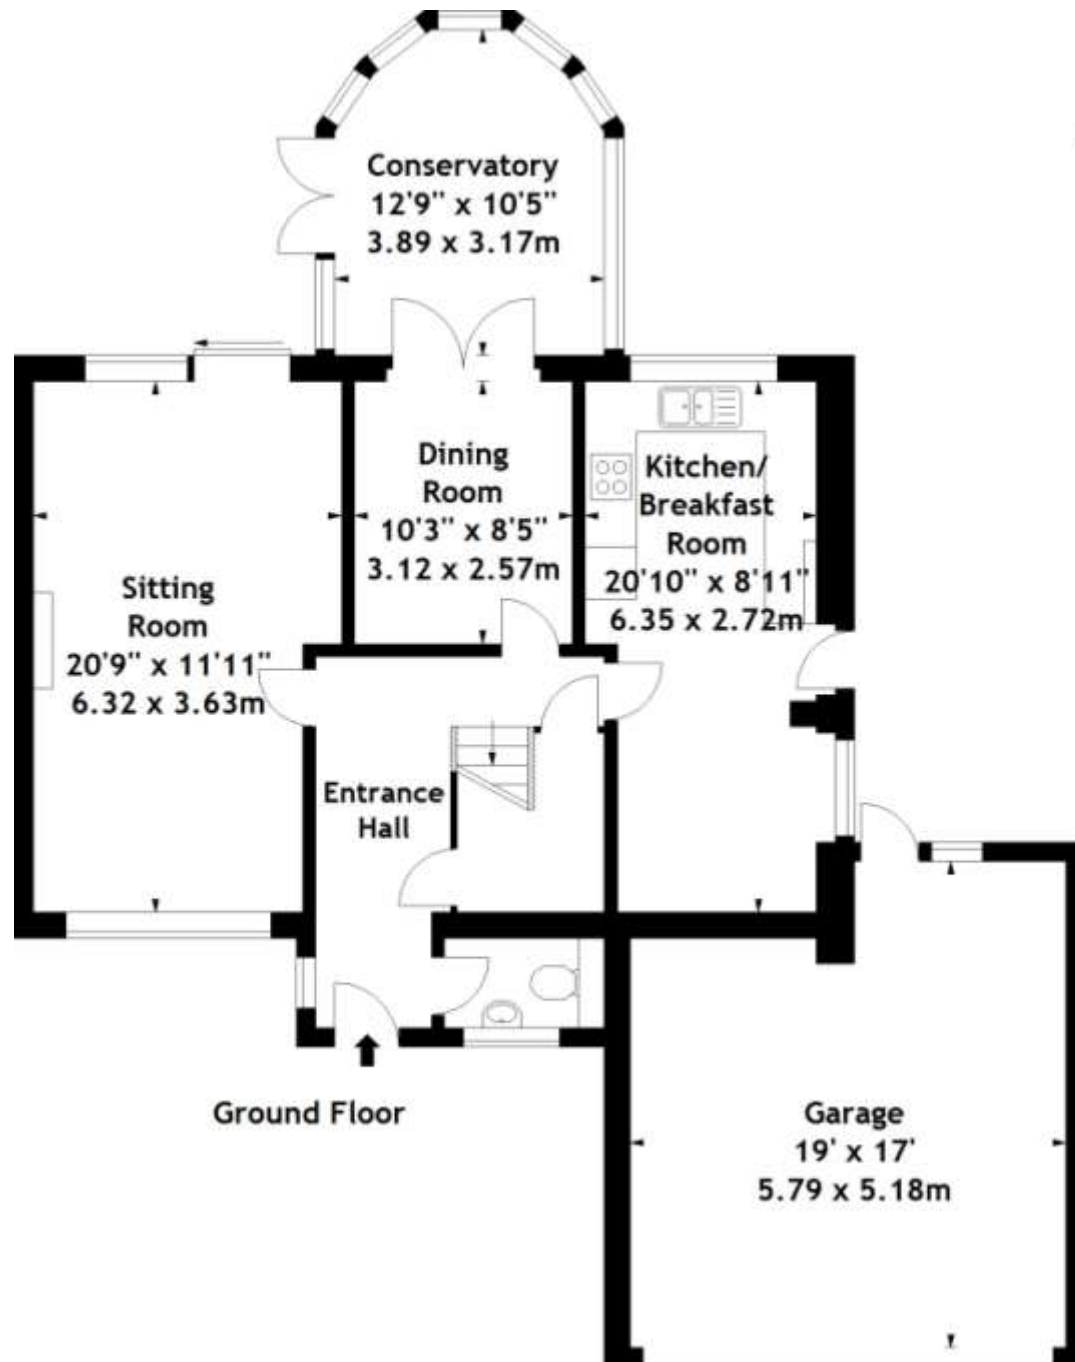 Conservatory
12'9" x 10'5"
3.89 x 3.17m
Dining
Room
10'3" x 8'5"
3.12 x 2.57m
Kitchen/
Breakfast
Room
20'10" x 8'11"
6.35 x 2.72m
Sitting
Room
20'9" x 11'11"
6.32 x 3.63m
Entrance
Hall
Ground Floor
Garage
19' x 17'
5.79 x 5.18m